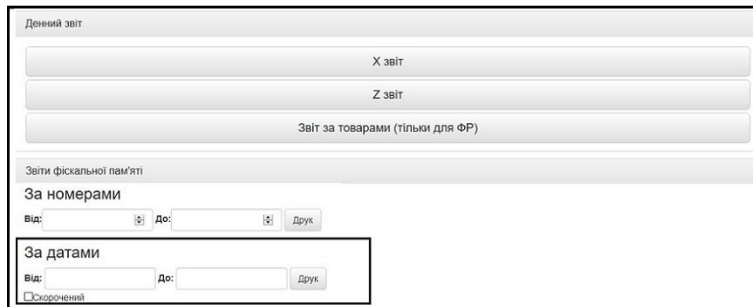 Денний звіт
X звіт
Z звіт
Звіт за товарами (тільки для ФР)
Звіти фіскальної пам'яті
За номерами
Від: До: Друк
За датами
Від: До: Друк
Скорочений